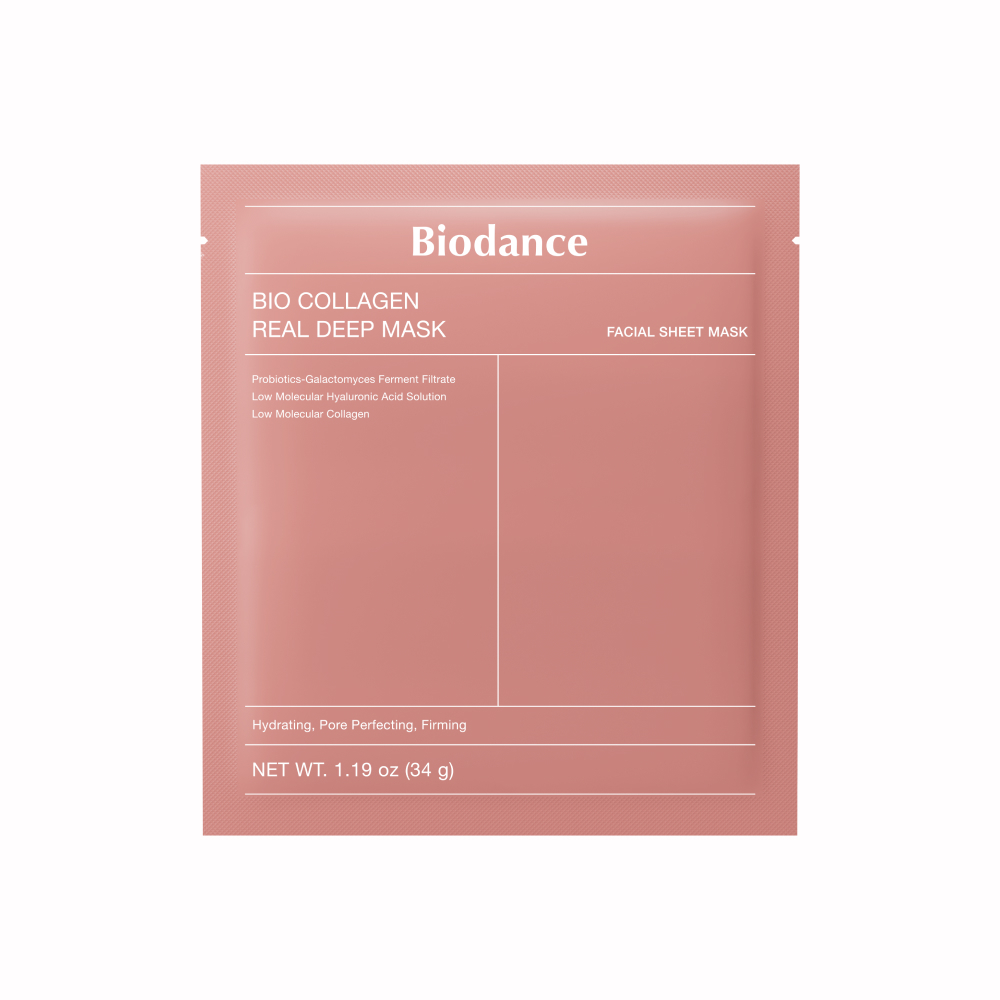 Biodance
BIO COLLAGEN
REAL DEEP MASK
FACIAL SHEET MASK
Probiotics-Galactomyces Ferment Filtrate
Low Molecular Hyaluronic Acid Solution
Low Molecular Collagen
Hydrating, Pore Perfecting, Firming
NET WT. 1.19 oz (34 g)